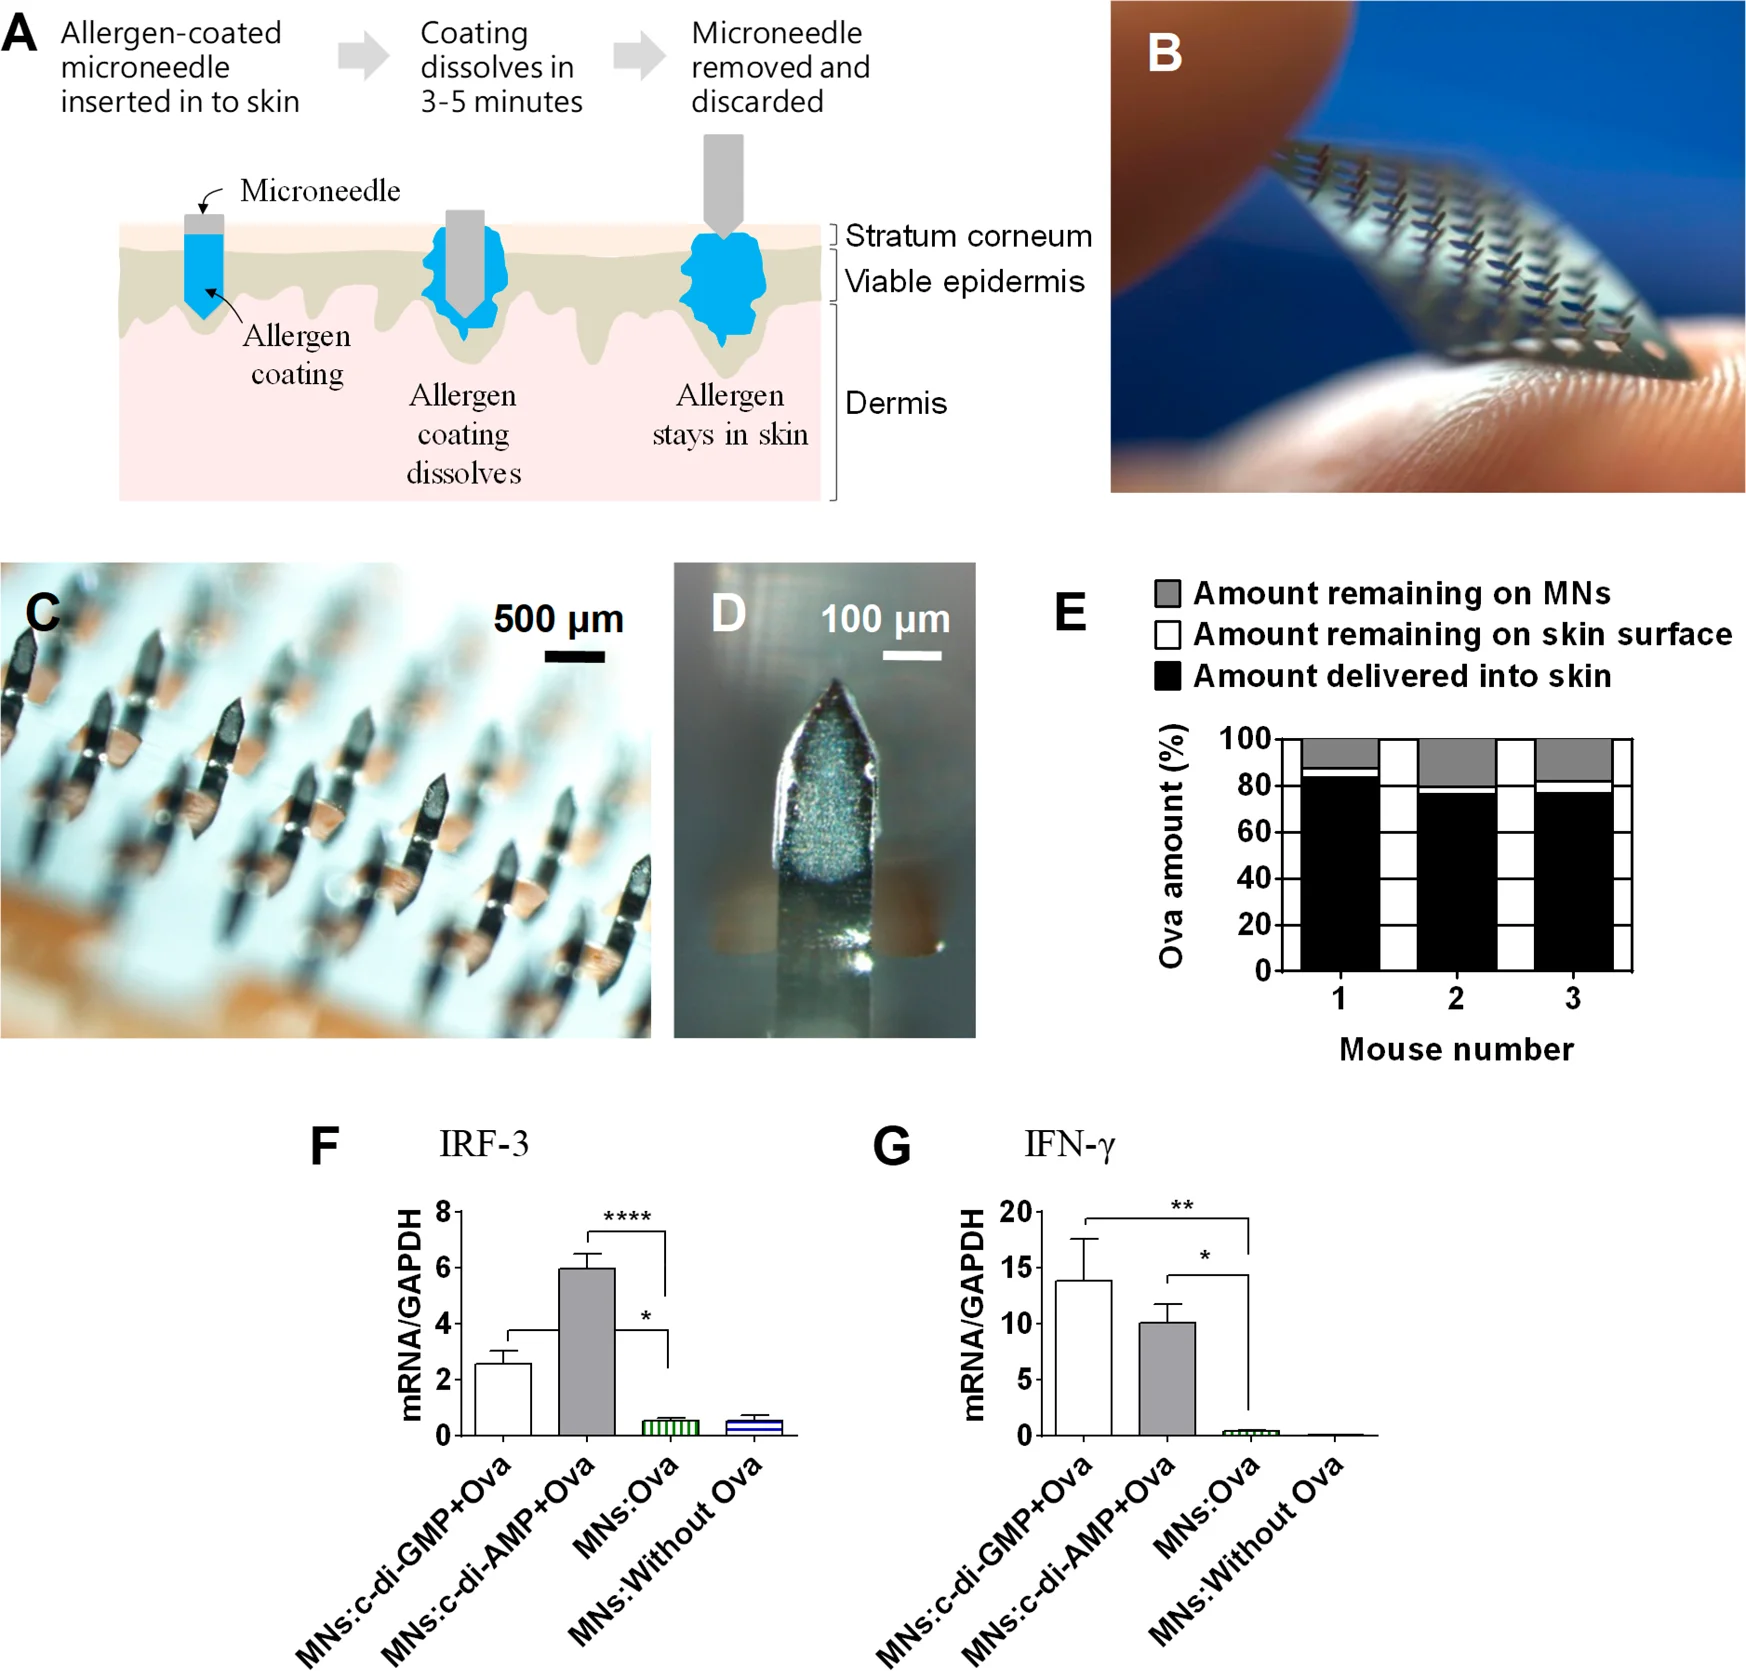 A
Allergen-coated
microneedle
inserted in to skin
Coating
dissolves in
3-5 minutes
Microneedle
removed and
discarded
Microneedle
Allergen
coating
Allergen
coating
dissolves
Allergen
stays in skin
Stratum corneum
Viable epidermis
Dermis
B
C
500 µm
D
100 µm
E
Amount remaining on MNs
Amount remaining on skin surface
Amount delivered into skin
Ova amount (%)
100
80
60
40
20
0
1 2 3
Mouse number
F
IRF-3
mRNA/GAPDH
8
6
4
2
0
****
*
MNs:c-di-GMP+Ova
MNs:c-di-AMP+Ova
MNs:Ova
MNs:Without Ova
G
IFN-γ
mRNA/GAPDH
20
15
10
5
0
**
*
MNs:c-di-GMP+Ova
MNs:c-di-AMP+Ova
MNs:Ova
MNs:Without Ova